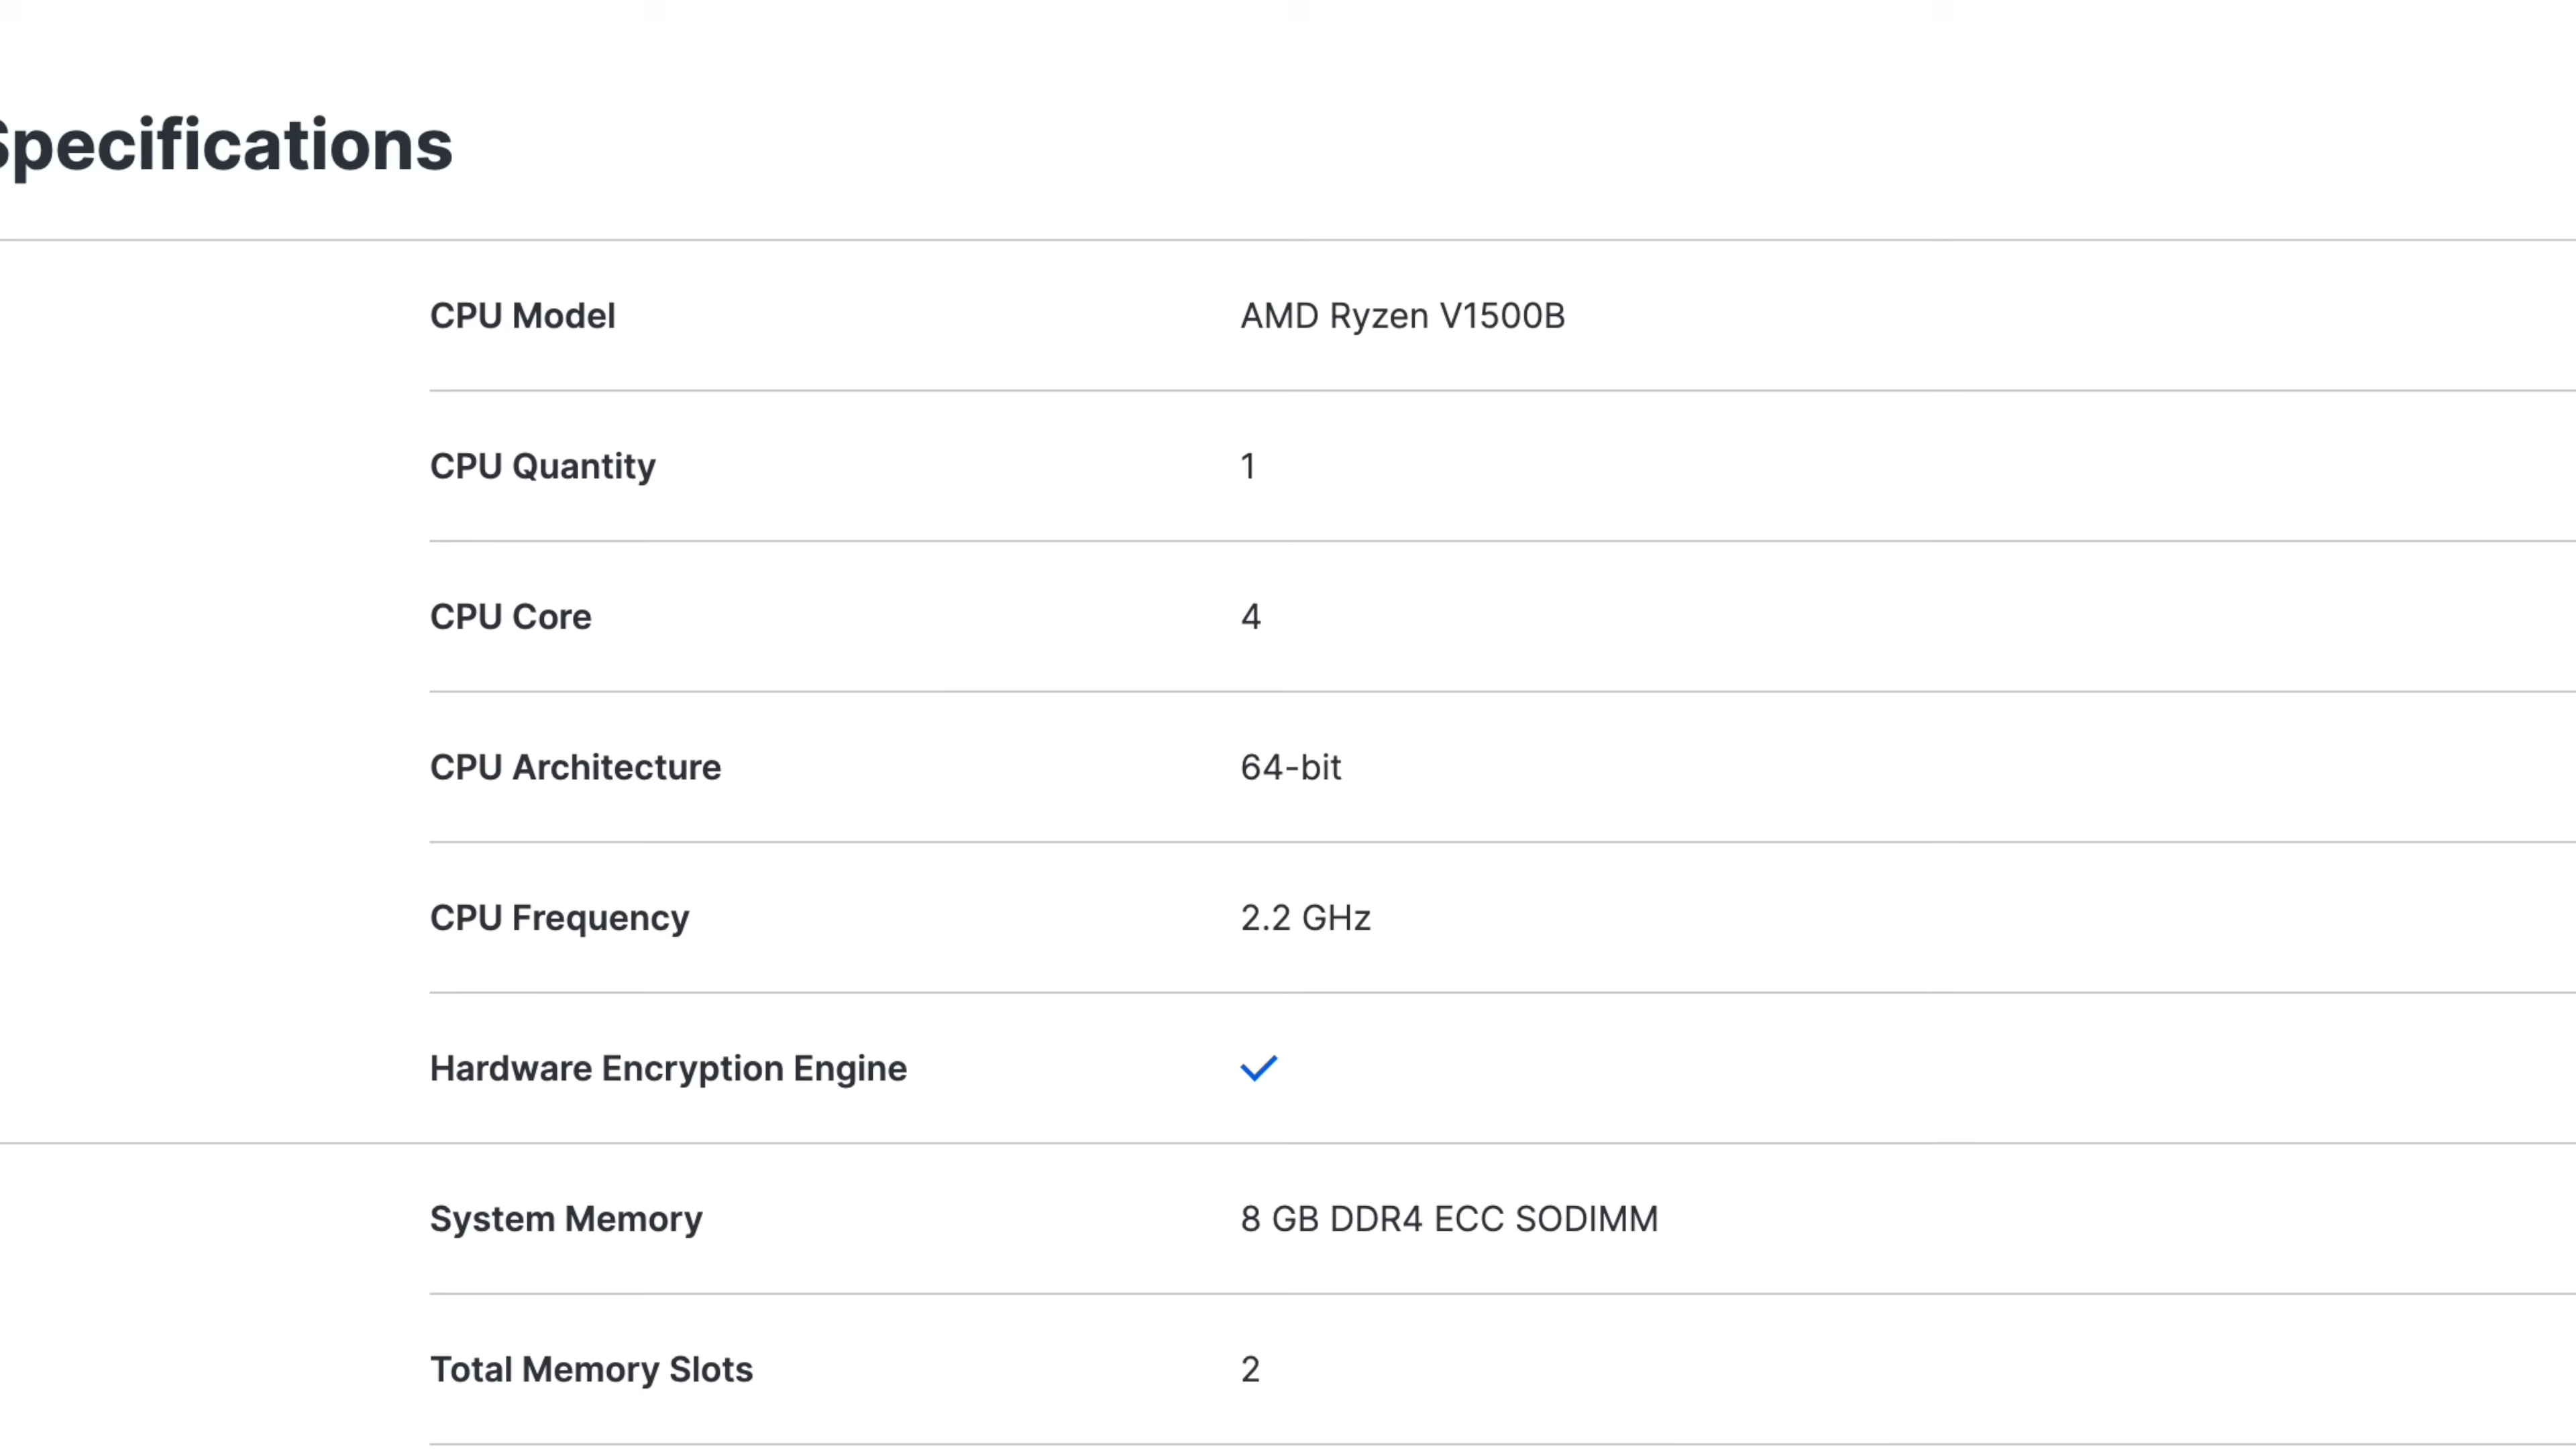 Specifications
CPU Model AMD Ryzen V1500B
CPU Quantity 1
CPU Core 4
CPU Architecture 64-bit
CPU Frequency 2.2 GHz
Hardware Encryption Engine ✓
System Memory 8 GB DDR4 ECC SODIMM
Total Memory Slots 2